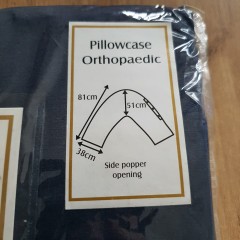 Pillowcase
Orthopaedic
81cm
51cm
38cm
Side popper
opening